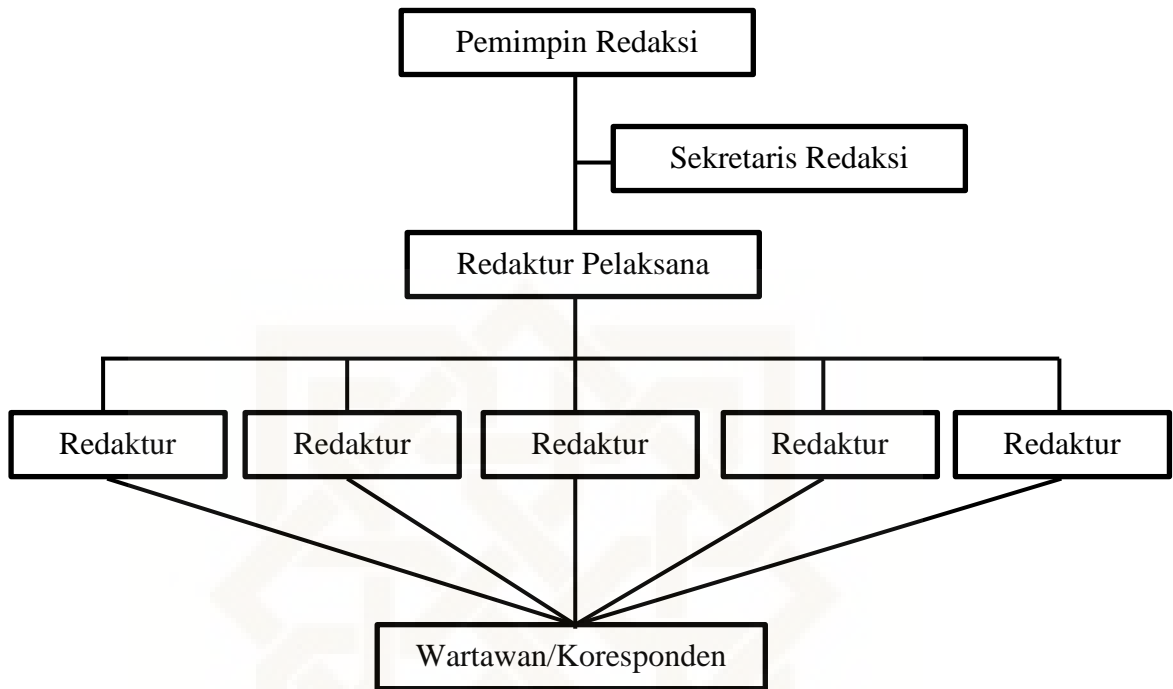 Pemimpin Redaksi
Sekretaris Redaksi
Redaktur Pelaksana
Redaktur
Redaktur
Redaktur
Redaktur
Redaktur
Wartawan/Koresponden